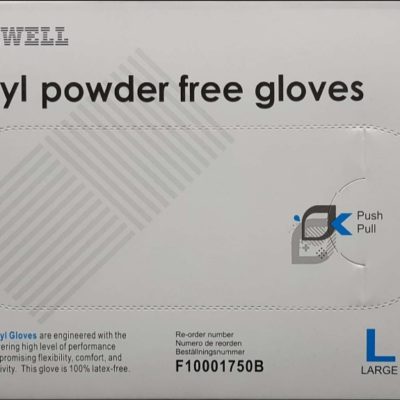 WELL
yl powder free gloves
Push
Pull
yl Gloves are engineered with the
ering high level of performance
promising flexibility, comfort, and
ivity. This glove is 100% latex-free.
Re-order number
Numero de reorden
Beställningsnummer
F10001750B
L
LARGE